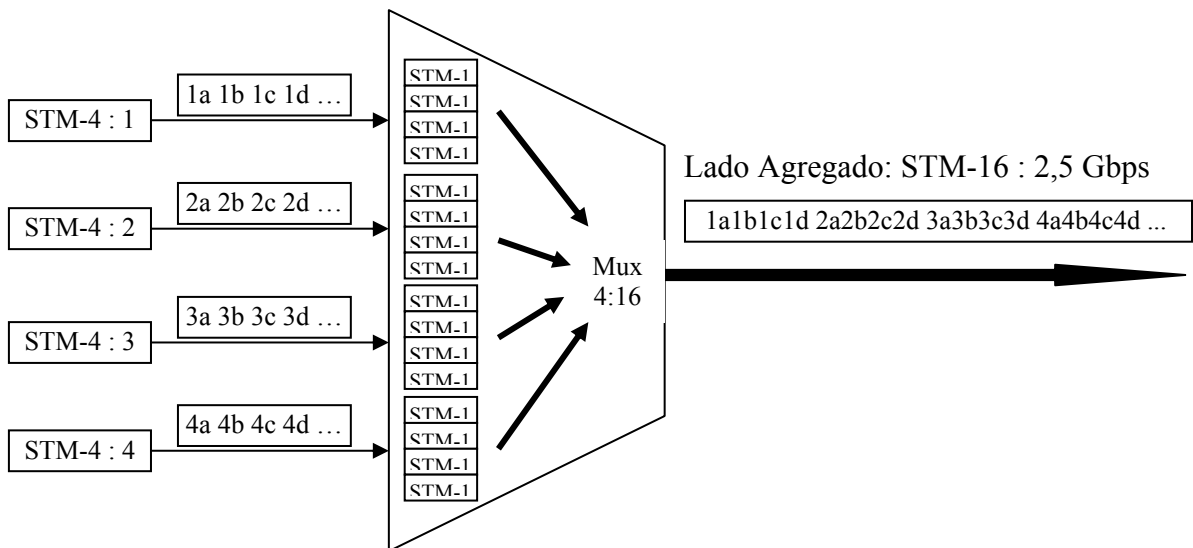 STM-4 : 1
1a 1b 1c 1d …
STM-1
STM-1
STM-1
STM-1
STM-4 : 2
2a 2b 2c 2d …
STM-1
STM-1
STM-1
STM-1
STM-4 : 3
3a 3b 3c 3d …
STM-1
STM-1
STM-1
STM-1
STM-4 : 4
4a 4b 4c 4d …
STM-1
STM-1
STM-1
STM-1
Mux
4:16
Lado Agregado: STM-16 : 2,5 Gbps
1a1b1c1d 2a2b2c2d 3a3b3c3d 4a4b4c4d ...